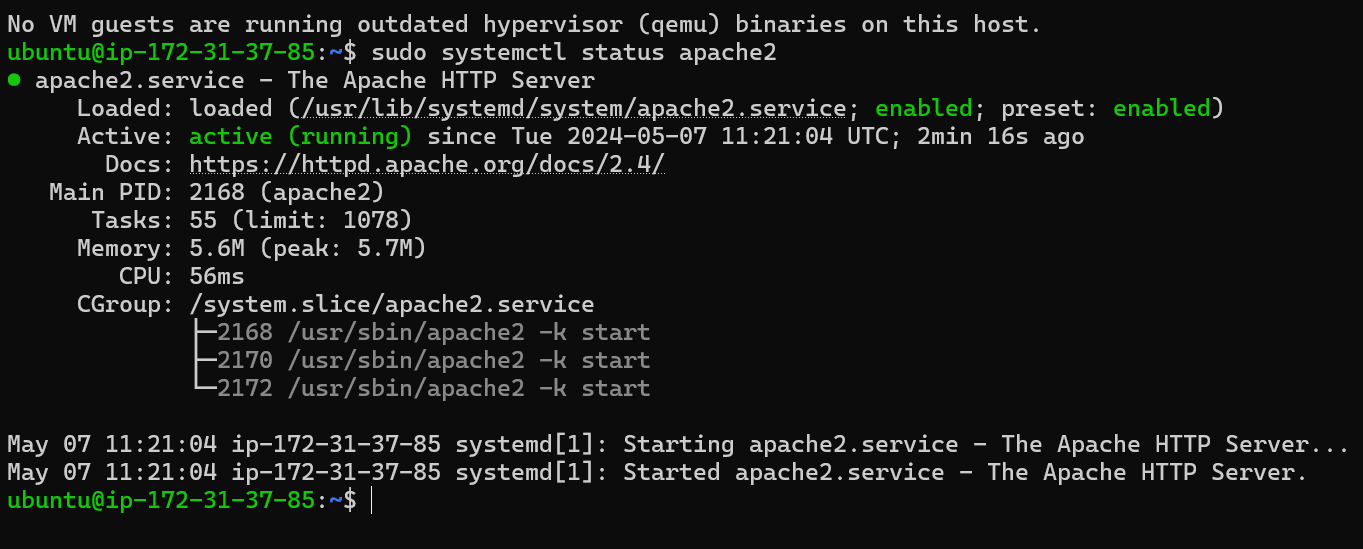 No VM guests are running outdated hypervisor (qemu) binaries on this host.
ubuntu@ip-172-31-37-85:~$ sudo systemctl status apache2
● apache2.service - The Apache HTTP Server
     Loaded: loaded (/usr/lib/systemd/system/apache2.service; enabled; preset: enabled)
     Active: active (running) since Tue 2024-05-07 11:21:04 UTC; 2min 16s ago
       Docs: https://httpd.apache.org/docs/2.4/
   Main PID: 2168 (apache2)
      Tasks: 55 (limit: 1078)
     Memory: 5.6M (peak: 5.7M)
        CPU: 56ms
     CGroup: /system.slice/apache2.service
             ├─2168 /usr/sbin/apache2 -k start
             ├─2170 /usr/sbin/apache2 -k start
             └─2172 /usr/sbin/apache2 -k start

May 07 11:21:04 ip-172-31-37-85 systemd[1]: Starting apache2.service - The Apache HTTP Server...
May 07 11:21:04 ip-172-31-37-85 systemd[1]: Started apache2.service - The Apache HTTP Server.
ubuntu@ip-172-31-37-85:~$